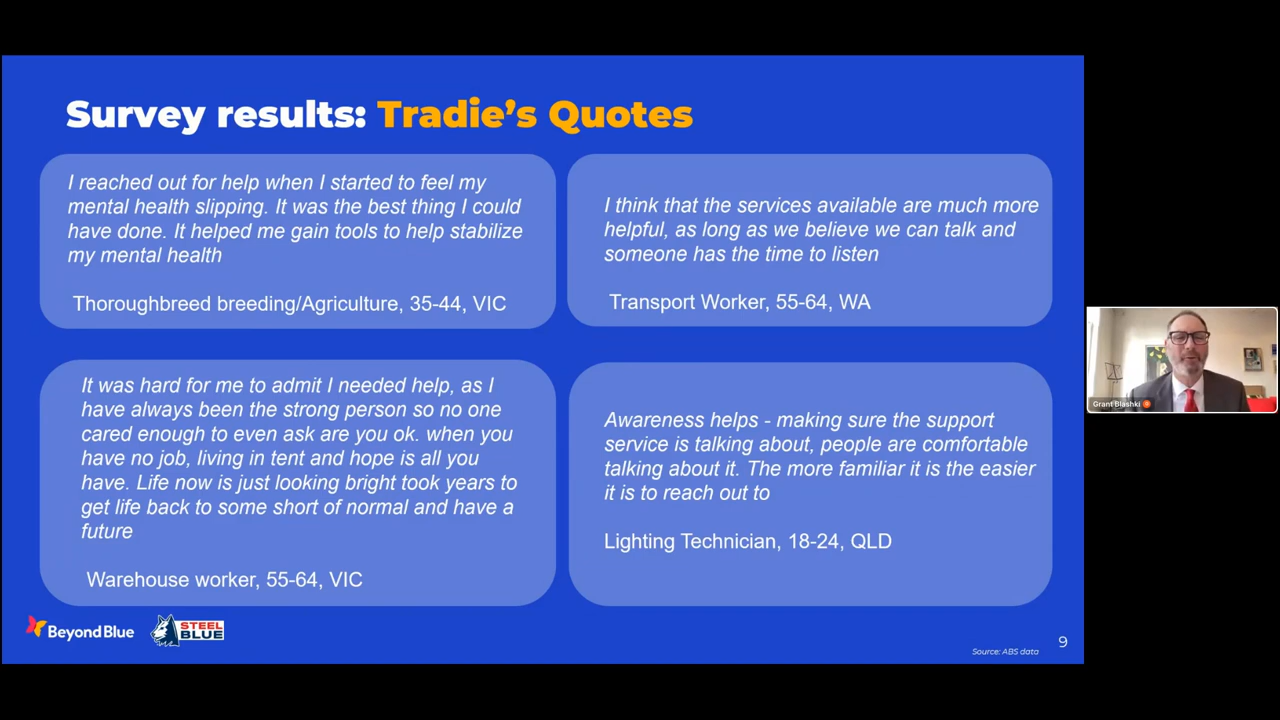 Survey results: Tradie's Quotes
I reached out for help when I started to feel my
mental health slipping. It was the best thing I could
have done. It helped me gain tools to help stabilize
my mental health
Thoroughbreed breeding/Agriculture, 35-44, VIC
I think that the services available are much more
helpful, as long as we believe we can talk and
someone has the time to listen
Transport Worker, 55-64, WA
It was hard for me to admit I needed help, as I
have always been the strong person so no one
cared enough to even ask are you ok. when you
have no job, living in tent and hope is all you
have. Life now is just looking bright took years to
get life back to some short of normal and have a
future
Warehouse worker, 55-64, VIC
Awareness helps - making sure the support
service is talking about, people are comfortable
talking about it. The more familiar it is the easier
it is to reach out to
Lighting Technician, 18-24, QLD
Beyond Blue
STEEL
BLUE
Source: ABS data
9
Grant Blashki